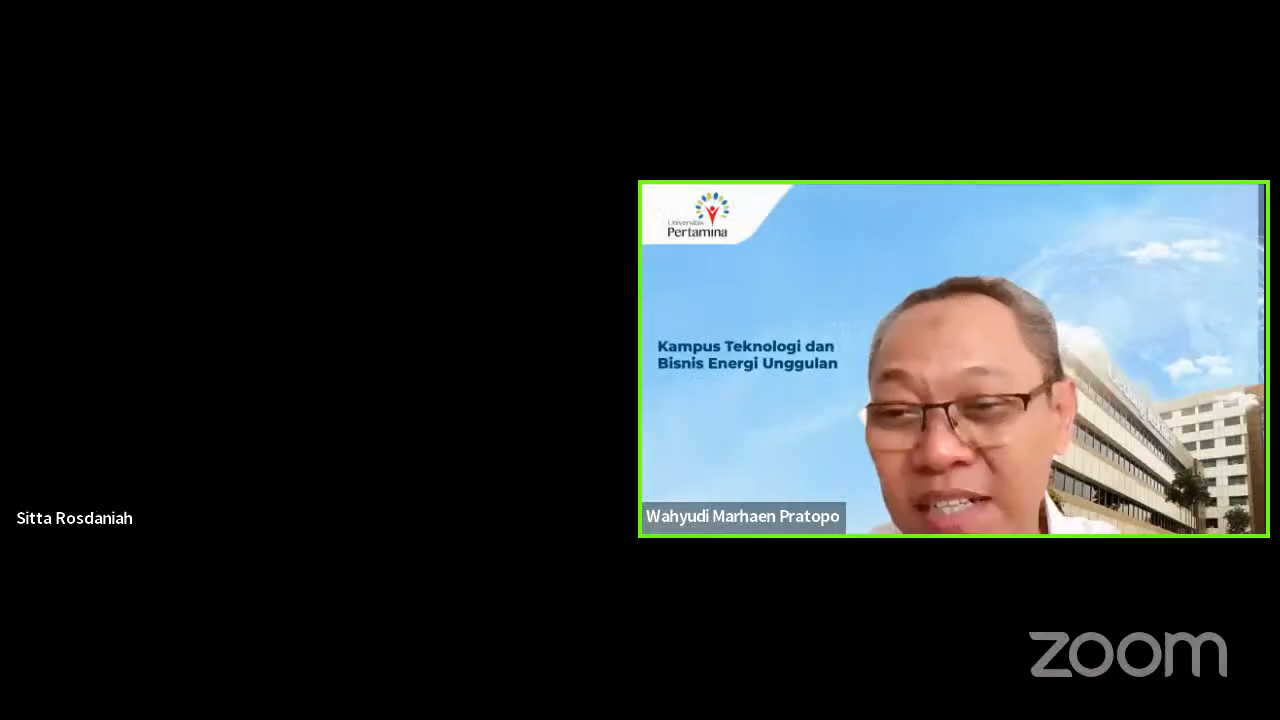 Universitas
Pertamina
Kampus Teknologi dan
Bisnis Energi Unggulan
Sitta Rosdaniah
Wahyudi Marhaen Pratopo
zoom